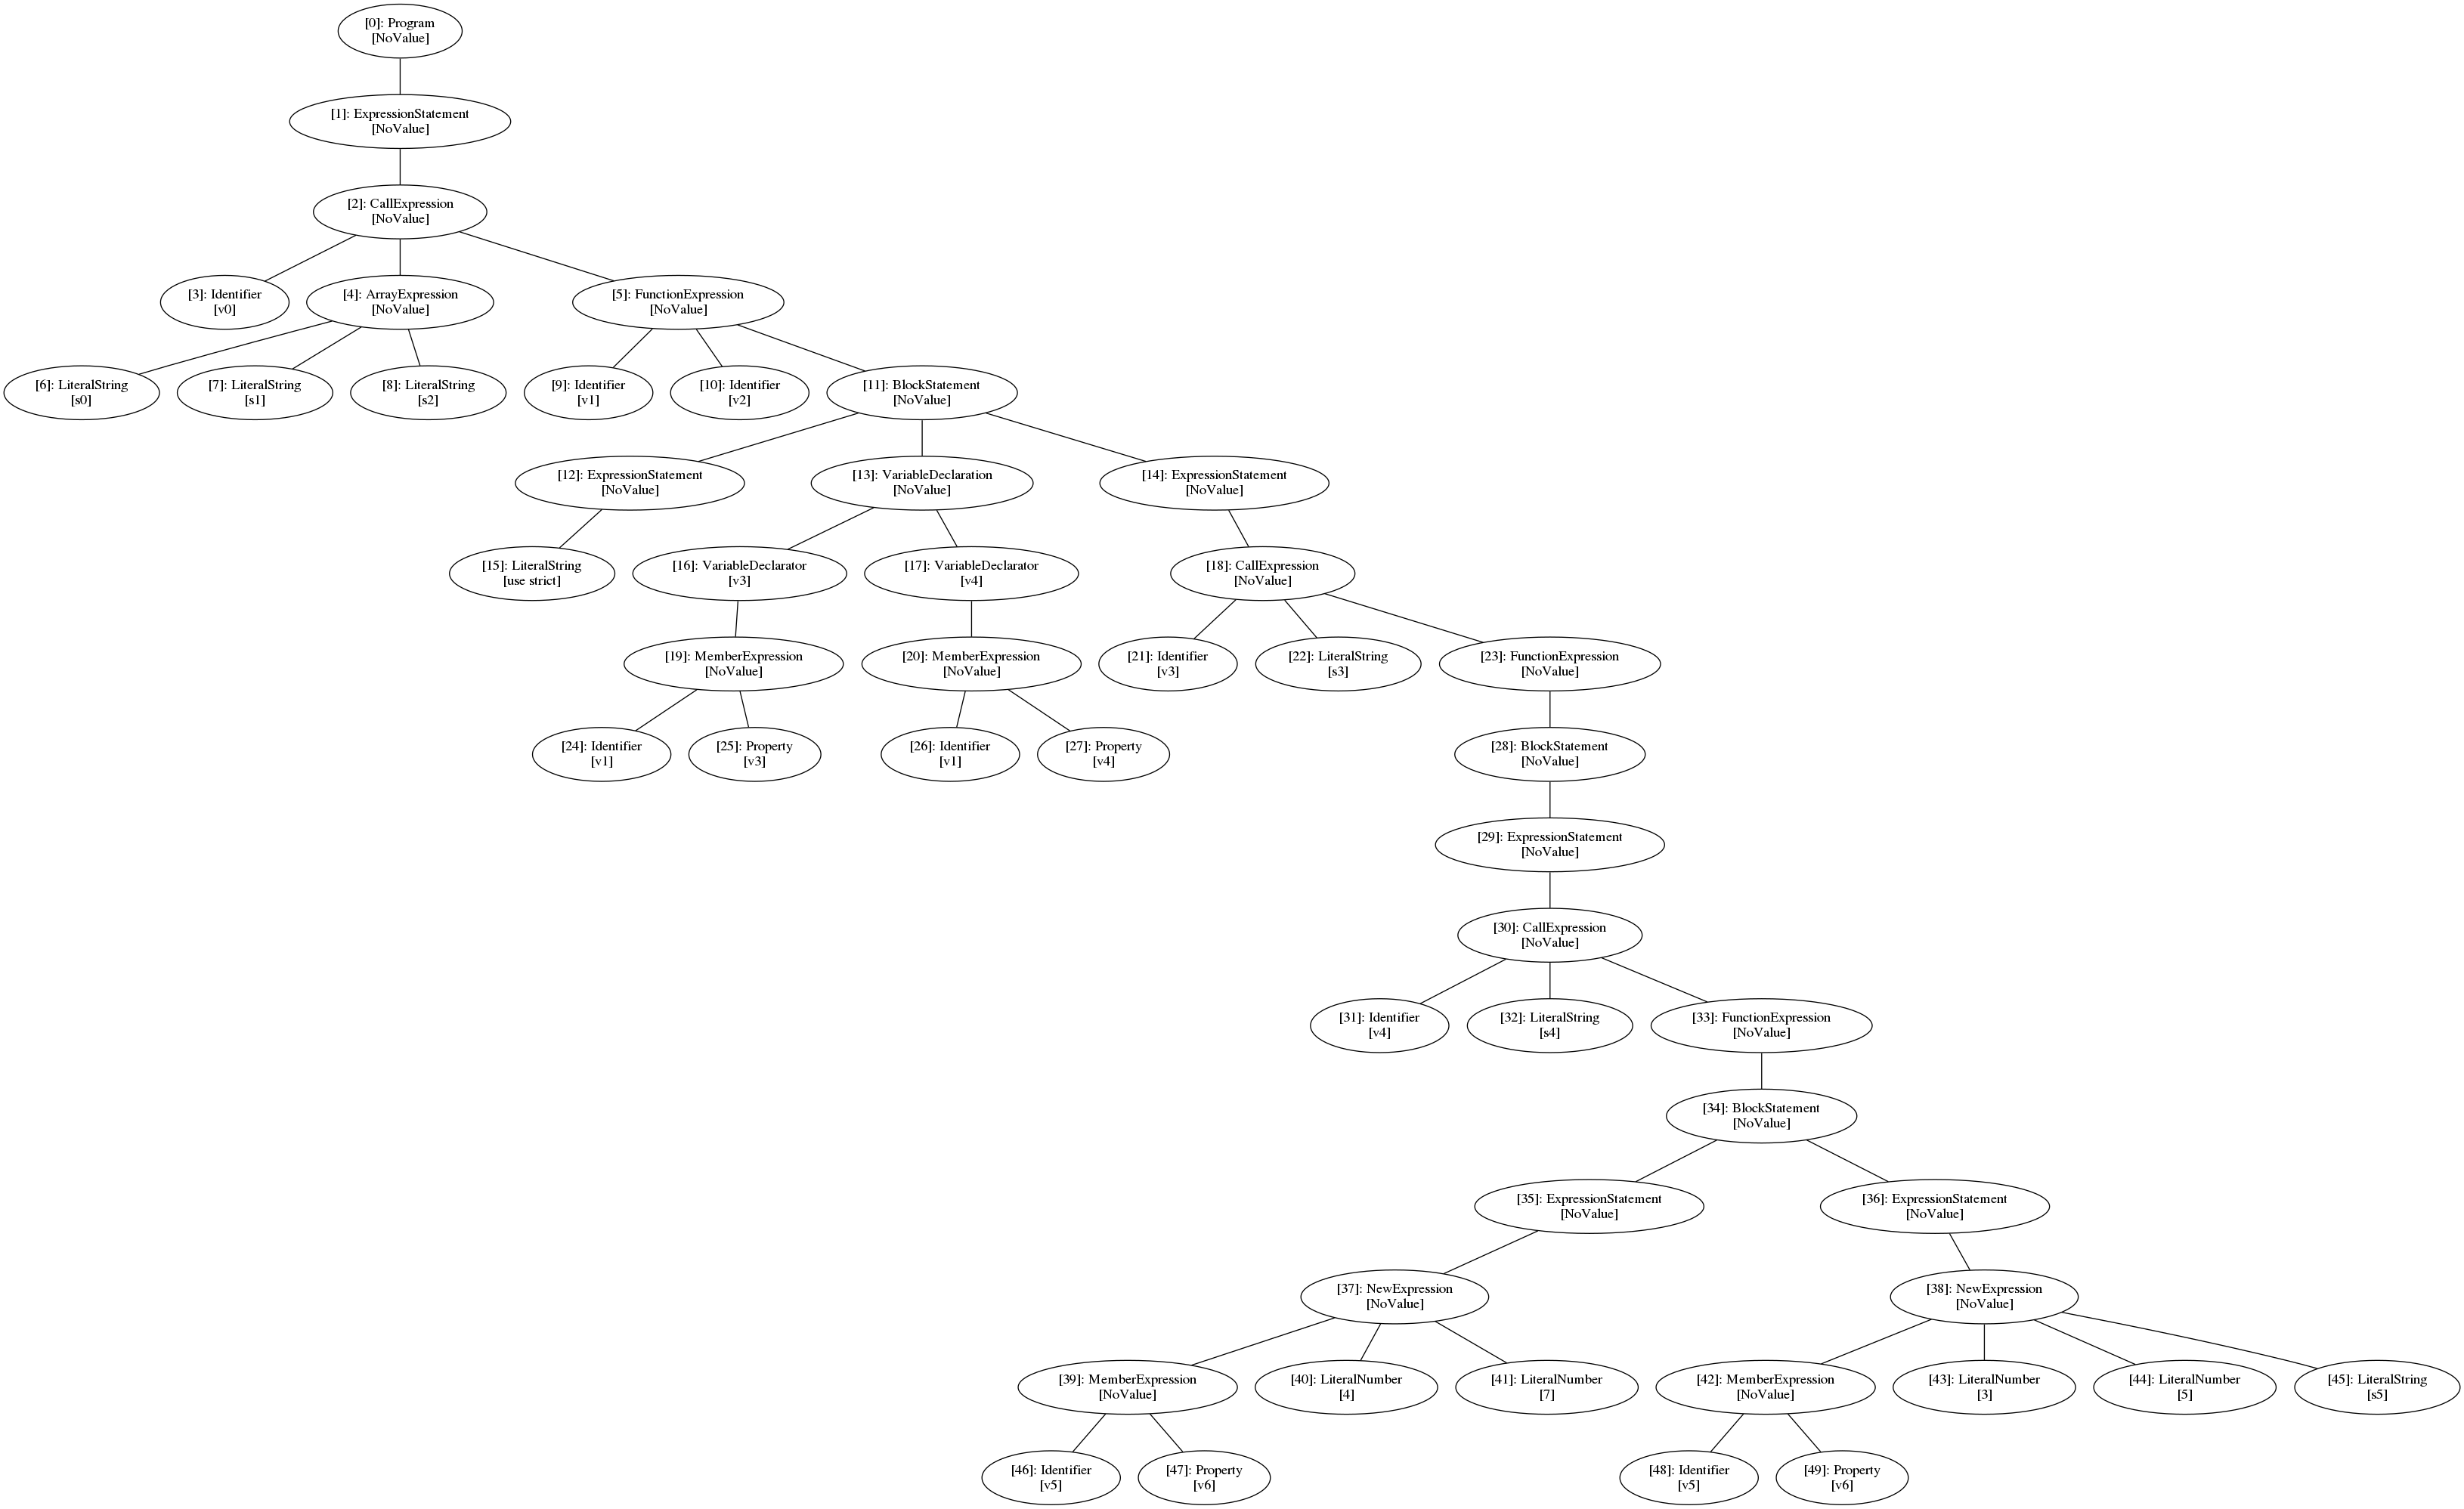 [0]: Program
[NoValue]
[1]: ExpressionStatement
[NoValue]
[2]: CallExpression
[NoValue]
[3]: Identifier
[v0]
[4]: ArrayExpression
[NoValue]
[5]: FunctionExpression
[NoValue]
[6]: LiteralString
[s0]
[7]: LiteralString
[s1]
[8]: LiteralString
[s2]
[9]: Identifier
[v1]
[10]: Identifier
[v2]
[11]: BlockStatement
[NoValue]
[12]: ExpressionStatement
[NoValue]
[13]: VariableDeclaration
[NoValue]
[14]: ExpressionStatement
[NoValue]
[15]: LiteralString
[use strict]
[16]: VariableDeclarator
[v3]
[17]: VariableDeclarator
[v4]
[18]: CallExpression
[NoValue]
[19]: MemberExpression
[NoValue]
[20]: MemberExpression
[NoValue]
[21]: Identifier
[v3]
[22]: LiteralString
[s3]
[23]: FunctionExpression
[NoValue]
[24]: Identifier
[v1]
[25]: Property
[v3]
[26]: Identifier
[v1]
[27]: Property
[v4]
[28]: BlockStatement
[NoValue]
[29]: ExpressionStatement
[NoValue]
[30]: CallExpression
[NoValue]
[31]: Identifier
[v4]
[32]: LiteralString
[s4]
[33]: FunctionExpression
[NoValue]
[34]: BlockStatement
[NoValue]
[35]: ExpressionStatement
[NoValue]
[36]: ExpressionStatement
[NoValue]
[37]: NewExpression
[NoValue]
[38]: NewExpression
[NoValue]
[39]: MemberExpression
[NoValue]
[40]: LiteralNumber
[4]
[41]: LiteralNumber
[7]
[42]: MemberExpression
[NoValue]
[43]: LiteralNumber
[3]
[44]: LiteralNumber
[5]
[45]: LiteralString
[s5]
[46]: Identifier
[v5]
[47]: Property
[v6]
[48]: Identifier
[v5]
[49]: Property
[v6]